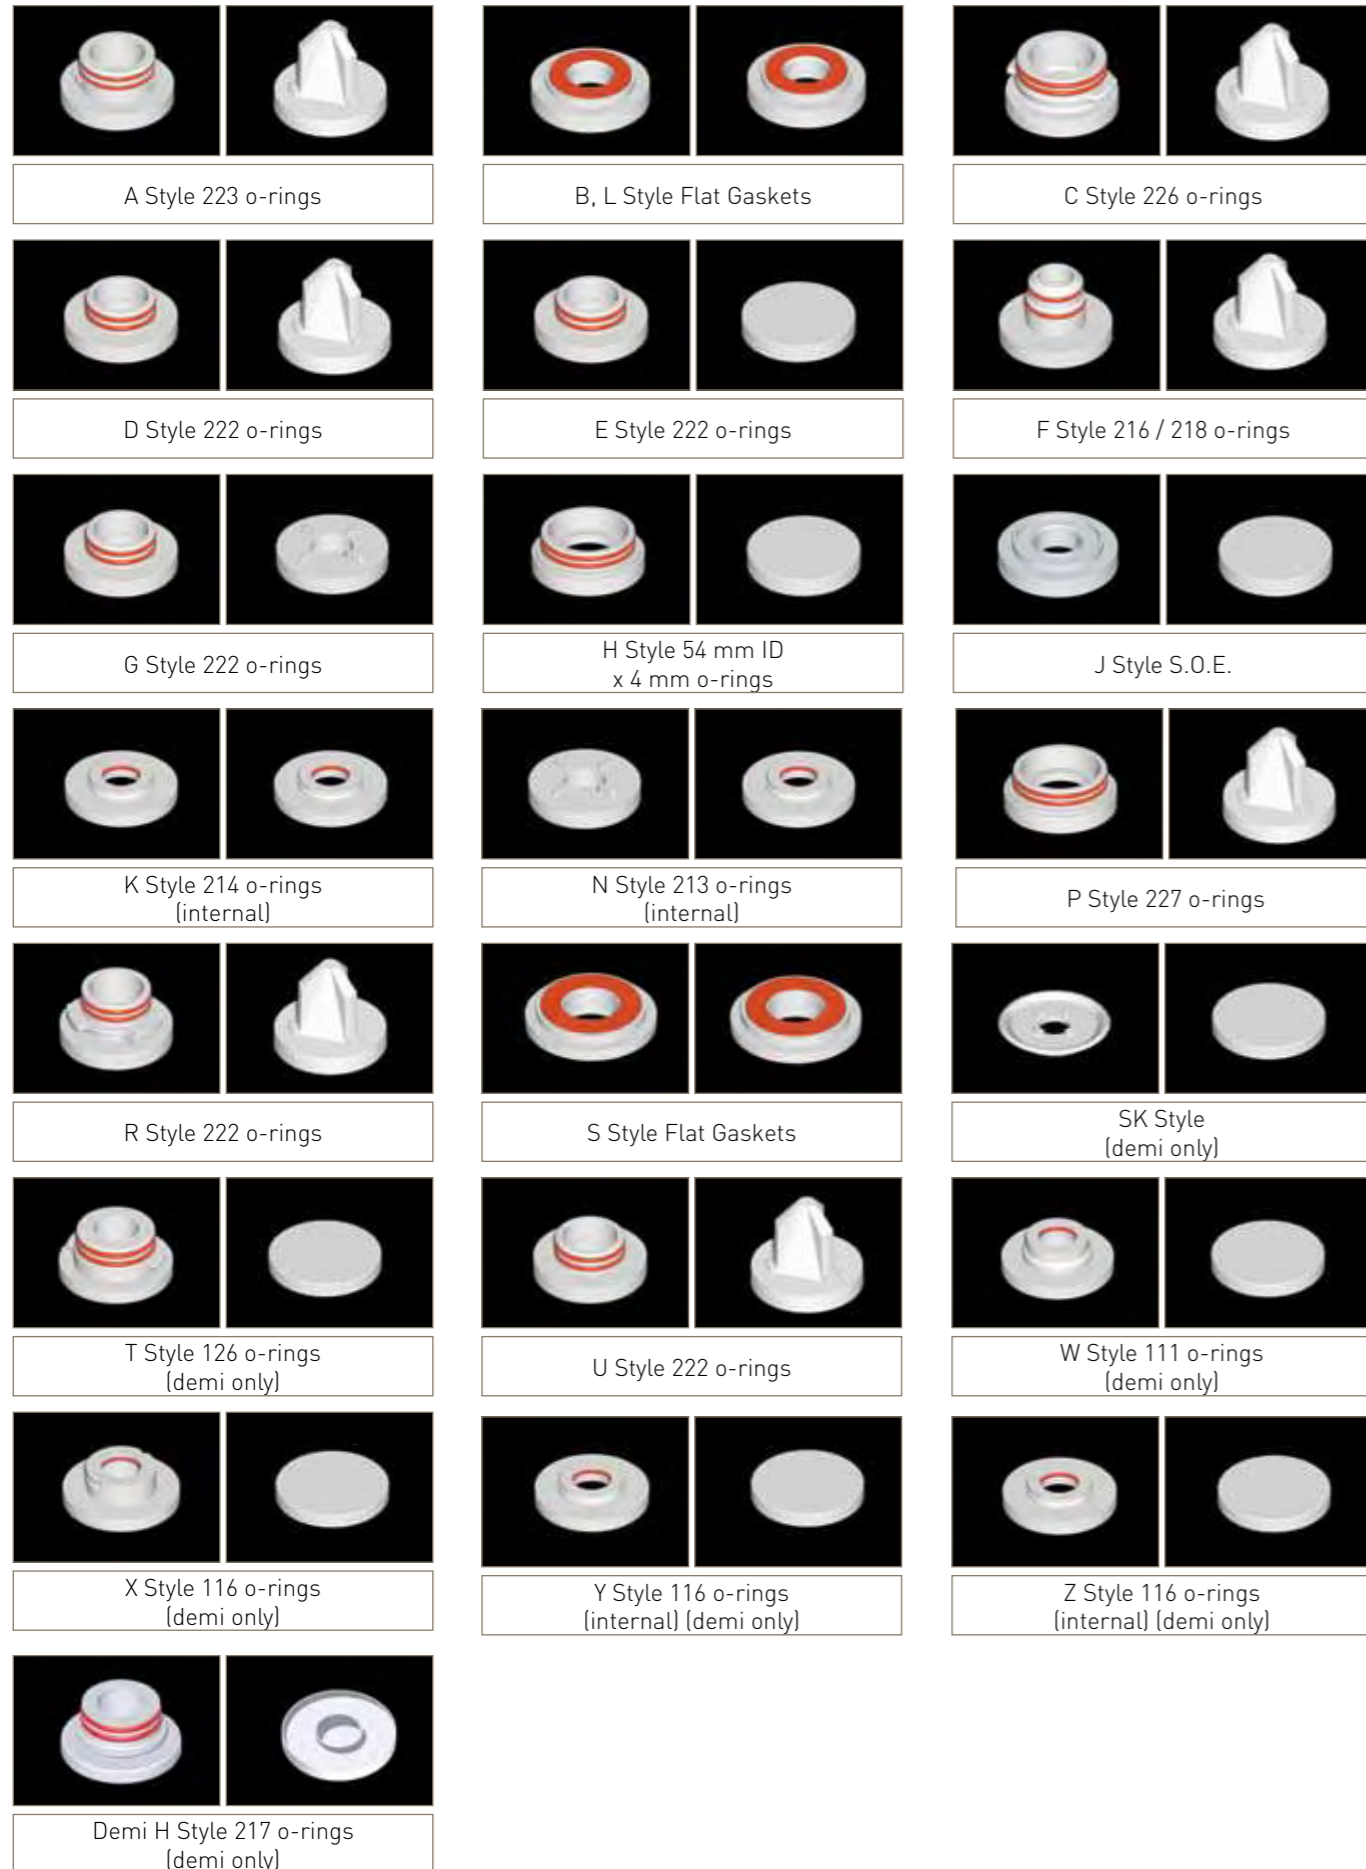 A Style 223 o-rings
B, L Style Flat Gaskets
C Style 226 o-rings
D Style 222 o-rings
E Style 222 o-rings
F Style 216 / 218 o-rings
G Style 222 o-rings
H Style 54 mm ID
x 4 mm o-rings
J Style S.O.E.
K Style 214 o-rings
(internal)
N Style 213 o-rings
(internal)
P Style 227 o-rings
R Style 222 o-rings
S Style Flat Gaskets
SK Style
(demi only)
T Style 126 o-rings
(demi only)
U Style 222 o-rings
W Style 111 o-rings
(demi only)
X Style 116 o-rings
(demi only)
Y Style 116 o-rings
(internal) (demi only)
Z Style 116 o-rings
(internal) (demi only)
Demi H Style 217 o-rings
(demi only)